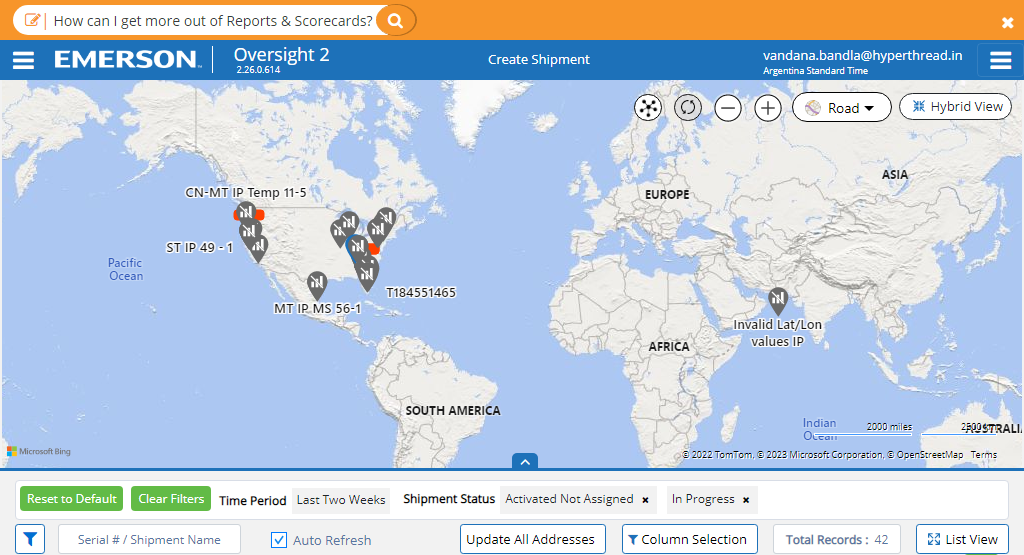 How can I get more out of Reports & Scorecards?
EMERSON
Oversight 2
2.26.0.614
Create Shipment
vandana.bandla@hyperthread.in
Argentina Standard Time
Road
Hybrid View
ASIA
EUROPE
CN-MT IP Temp 11-5
ST IP 49 - 1
Pacific
Ocean
T184551465
MT IP MS 56-1
Invalid Lat/Lon
values IP
AFRICA
SOUTH AMERICA
Indian
Ocean
2000 miles
Microsoft Bing
© 2022 TomTom, © 2023 Microsoft Corporation, © OpenStreetMap Terms
Reset to Default
Clear Filters
Time Period
Last Two Weeks
Shipment Status
Activated Not Assigned ×
In Progress ×
Serial # / Shipment Name
Auto Refresh
Update All Addresses
Column Selection
Total Records : 42
List View